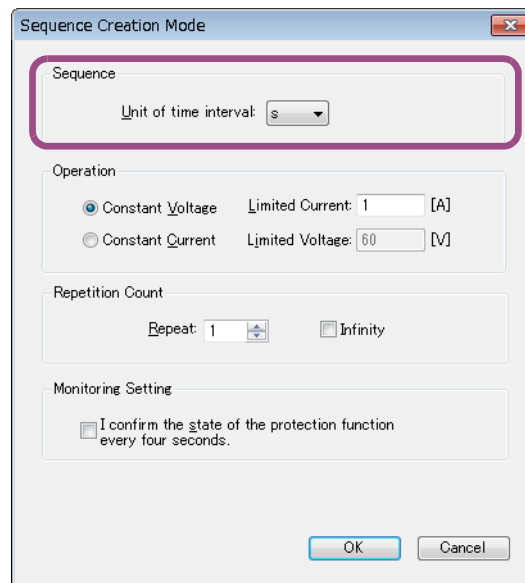 Sequence Creation Mode
Sequence
Unit of time interval: s
Operation
Constant Voltage Limited Current: 1 [A]
Constant Current Limited Voltage: 60 [V]
Repetition Count
Repeat: 1 Infinity
Monitoring Setting
I confirm the state of the protection function
every four seconds.
OK Cancel